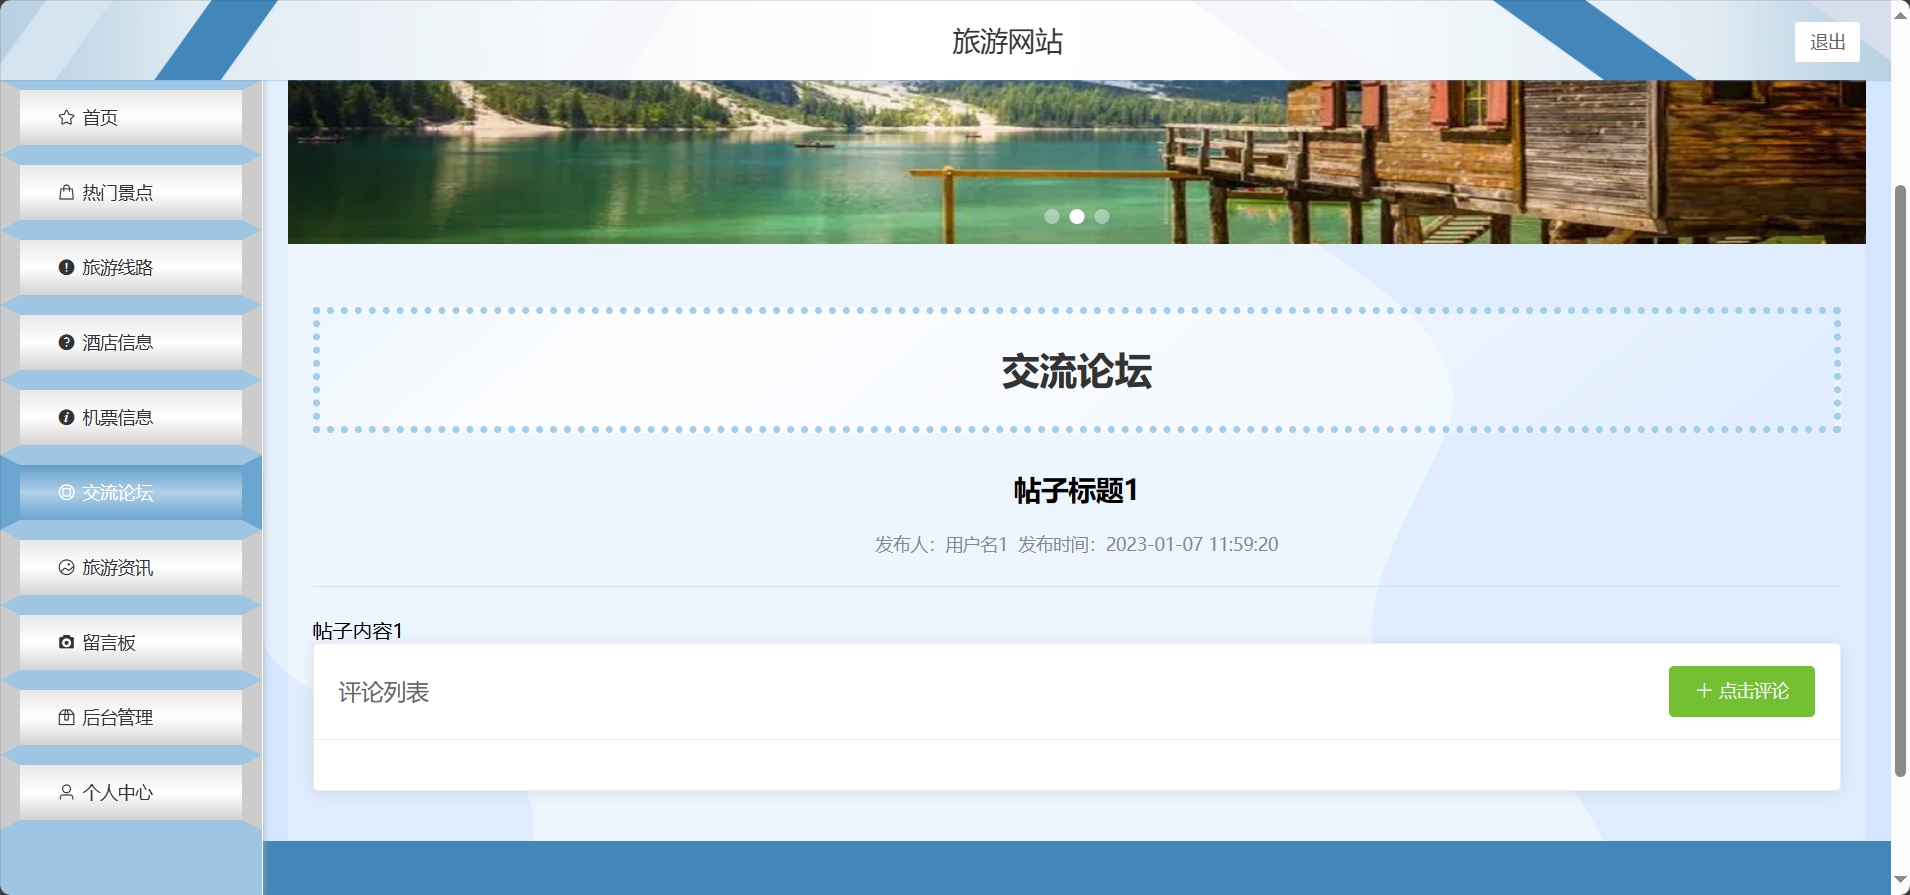 旅游网站
退出
首页
热门景点
旅游线路
酒店信息
机票信息
交流论坛
旅游资讯
留言板
后台管理
个人中心
交流论坛
帖子标题1
发布人：用户名1 发布时间：2023-01-07 11:59:20
帖子内容1
评论列表
点击评论